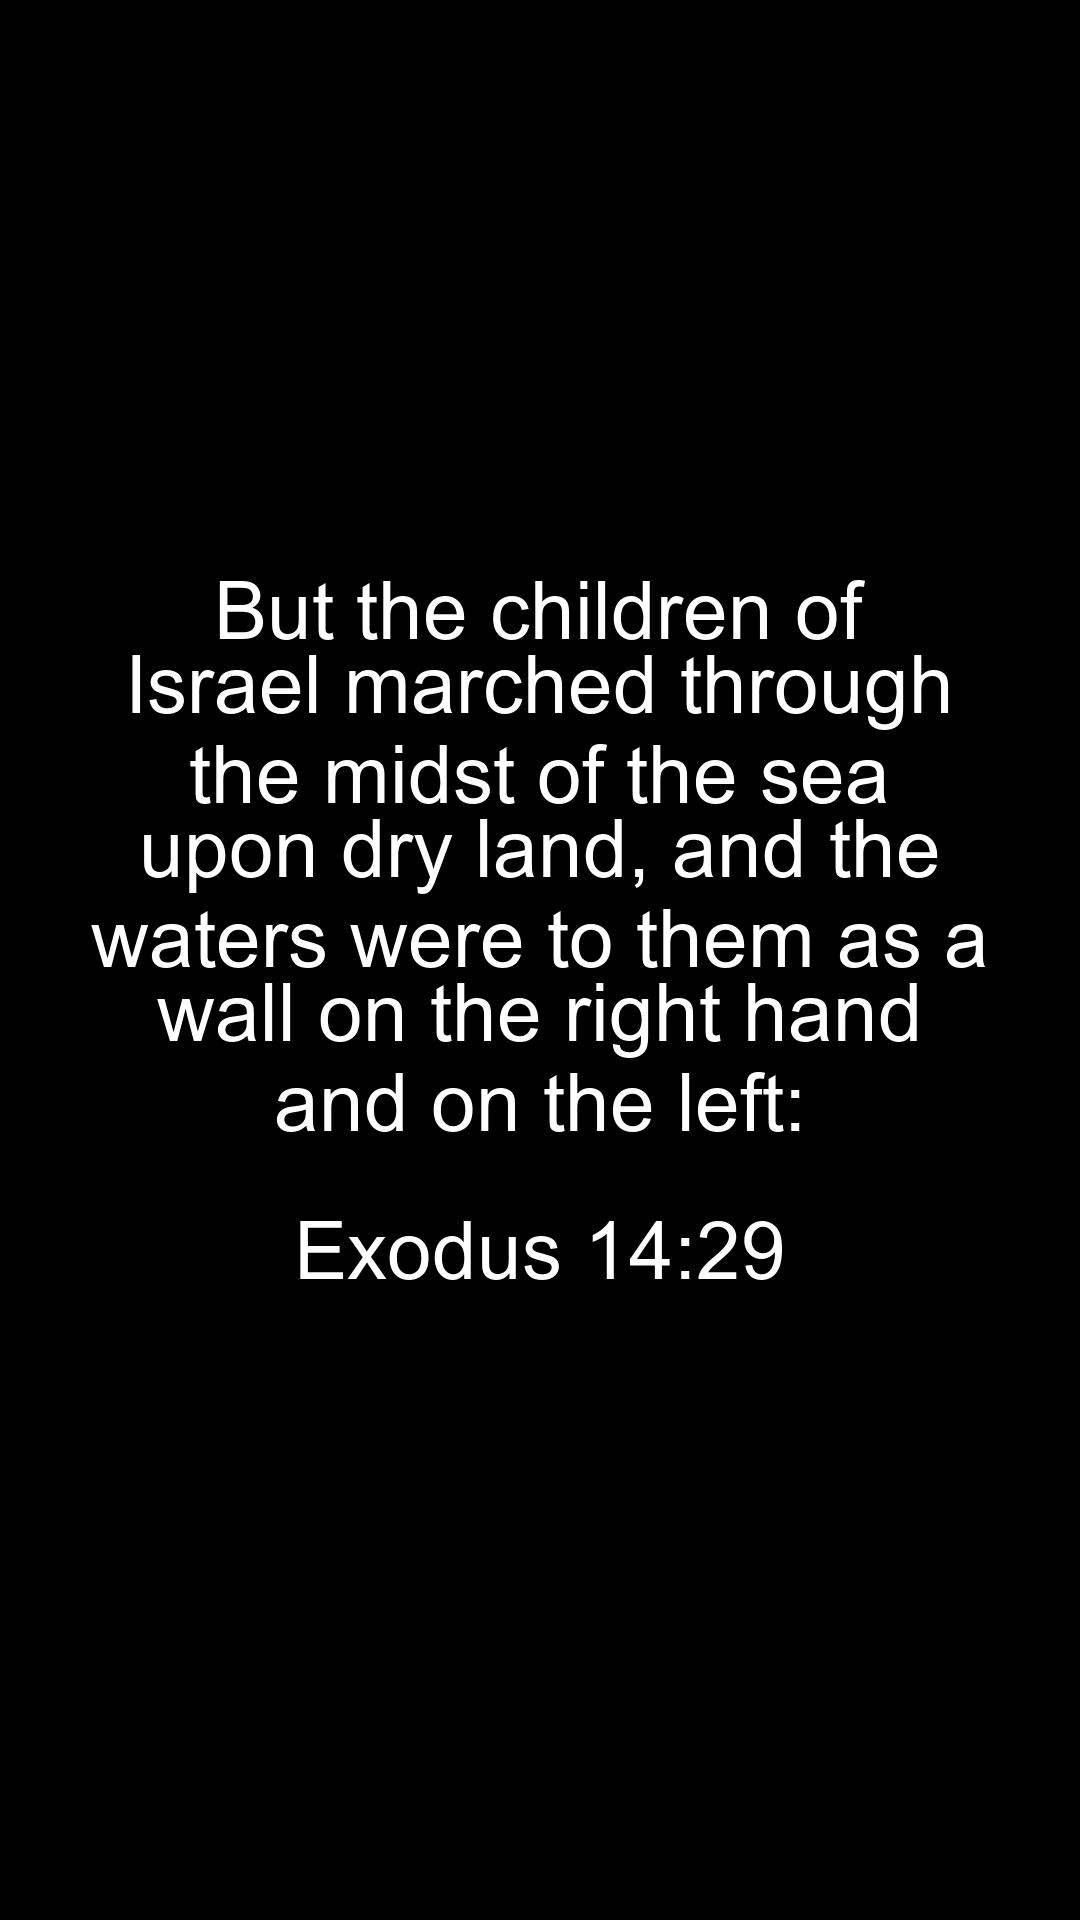 But the children of
Israel marched through
the midst of the sea
upon dry land, and the
waters were to them as a
wall on the right hand
and on the left:
Exodus 14:29